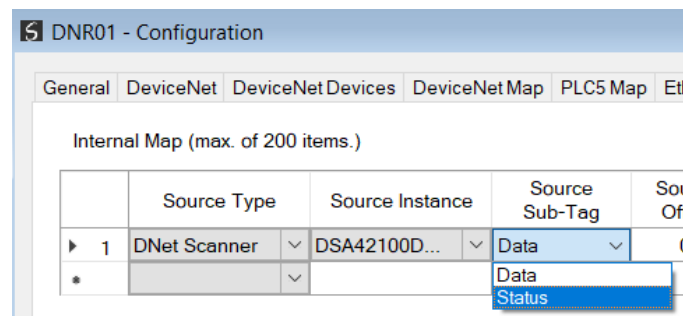 DNR01 - Configuration
General DeviceNet DeviceNet Devices DeviceNet Map PLC5 Map
Internal Map (max. of 200 items.)
Source Type Source Instance Source Sub-Tag
1 DNet Scanner DSA42100D... Data
Data
Status